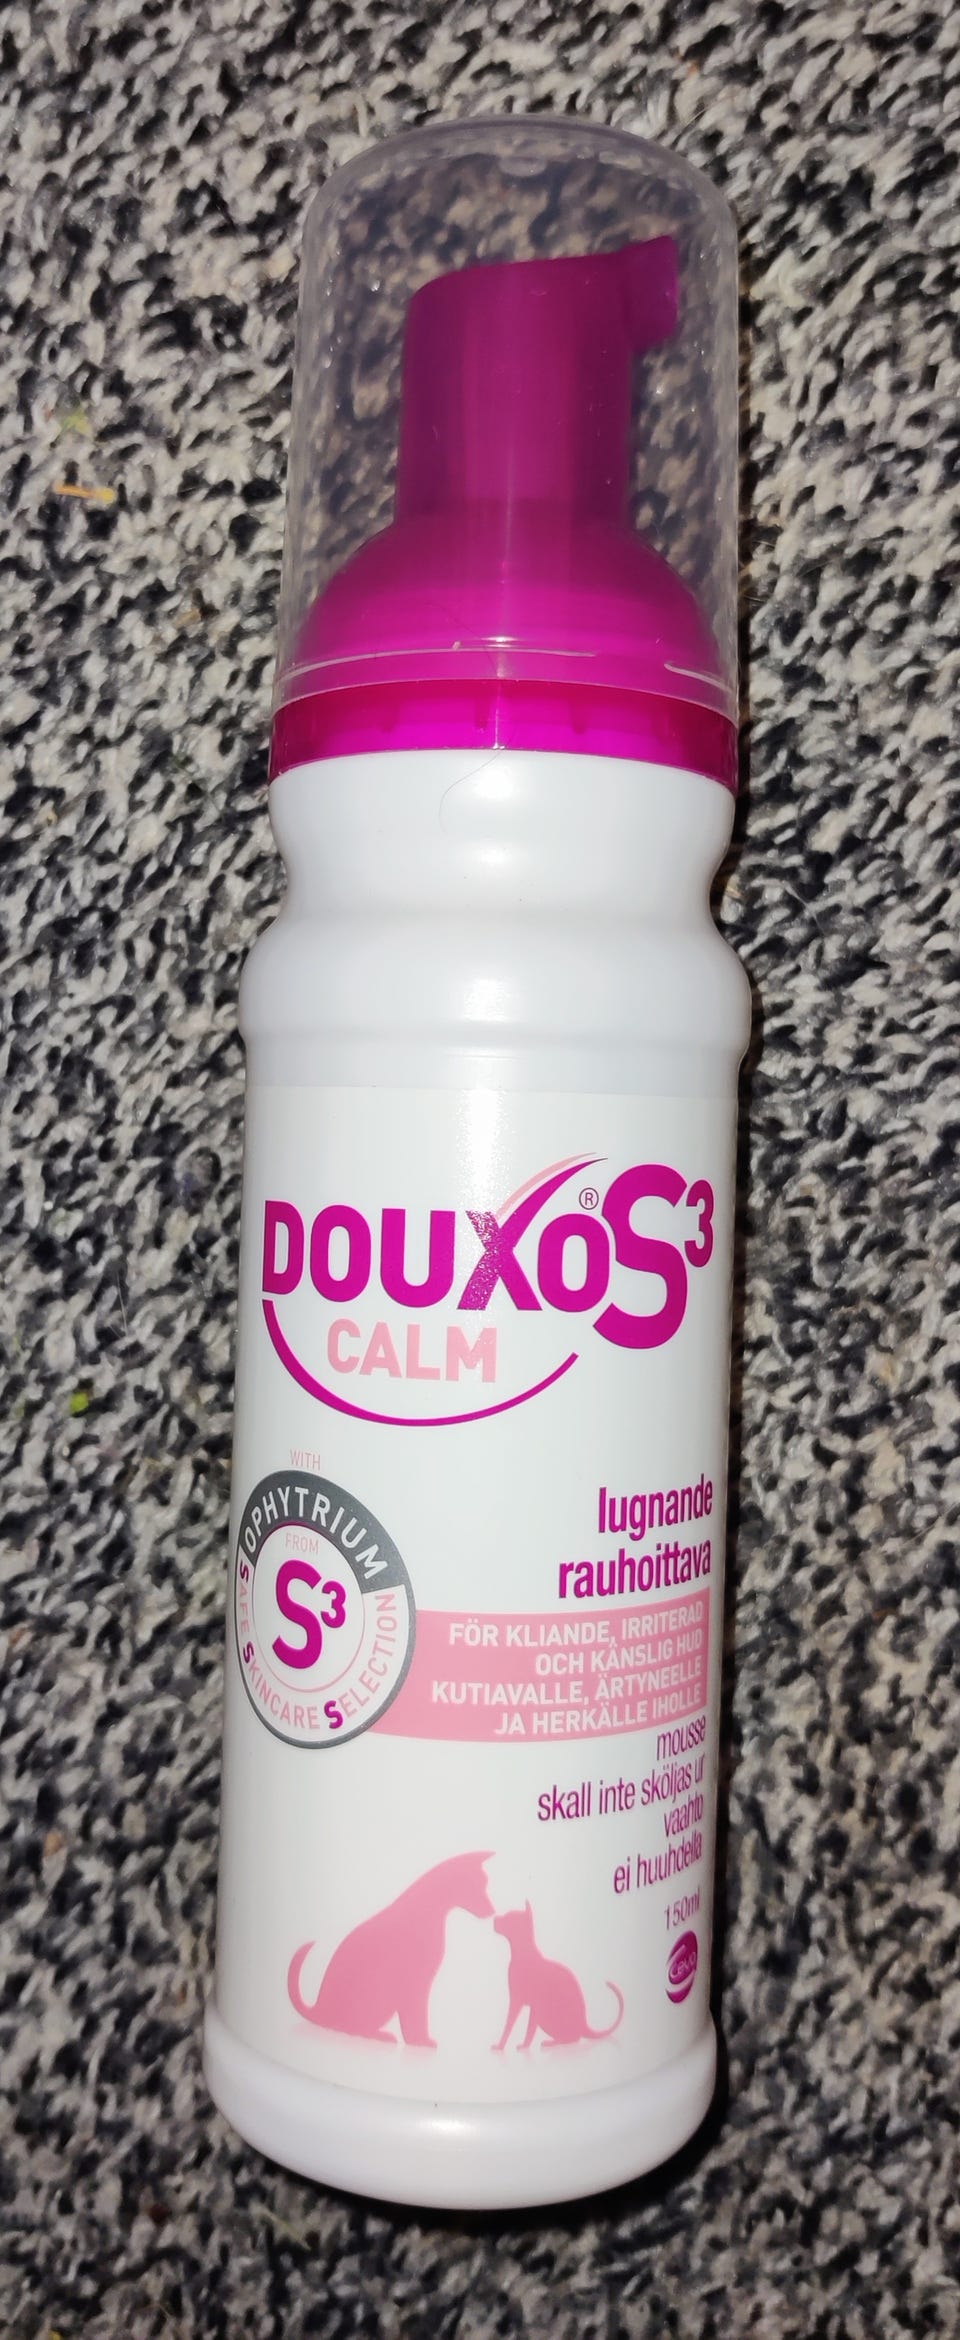 DOUXO®S3
CALM
WITH
OPHYTRIUM
FROM
S3
SAFE SKINCARE SELECTION
lugnande
rauhoittava
FÖR KLIANDE, IRRITERAD
OCH KÄNSLIG HUD
KUTIAVALLE, ÄRTYNEELLE
JA HERKÄLLE IHOLLE
mousse
skall inte sköljas ur
vaahto
ei huuhdella
150ml
Ceva